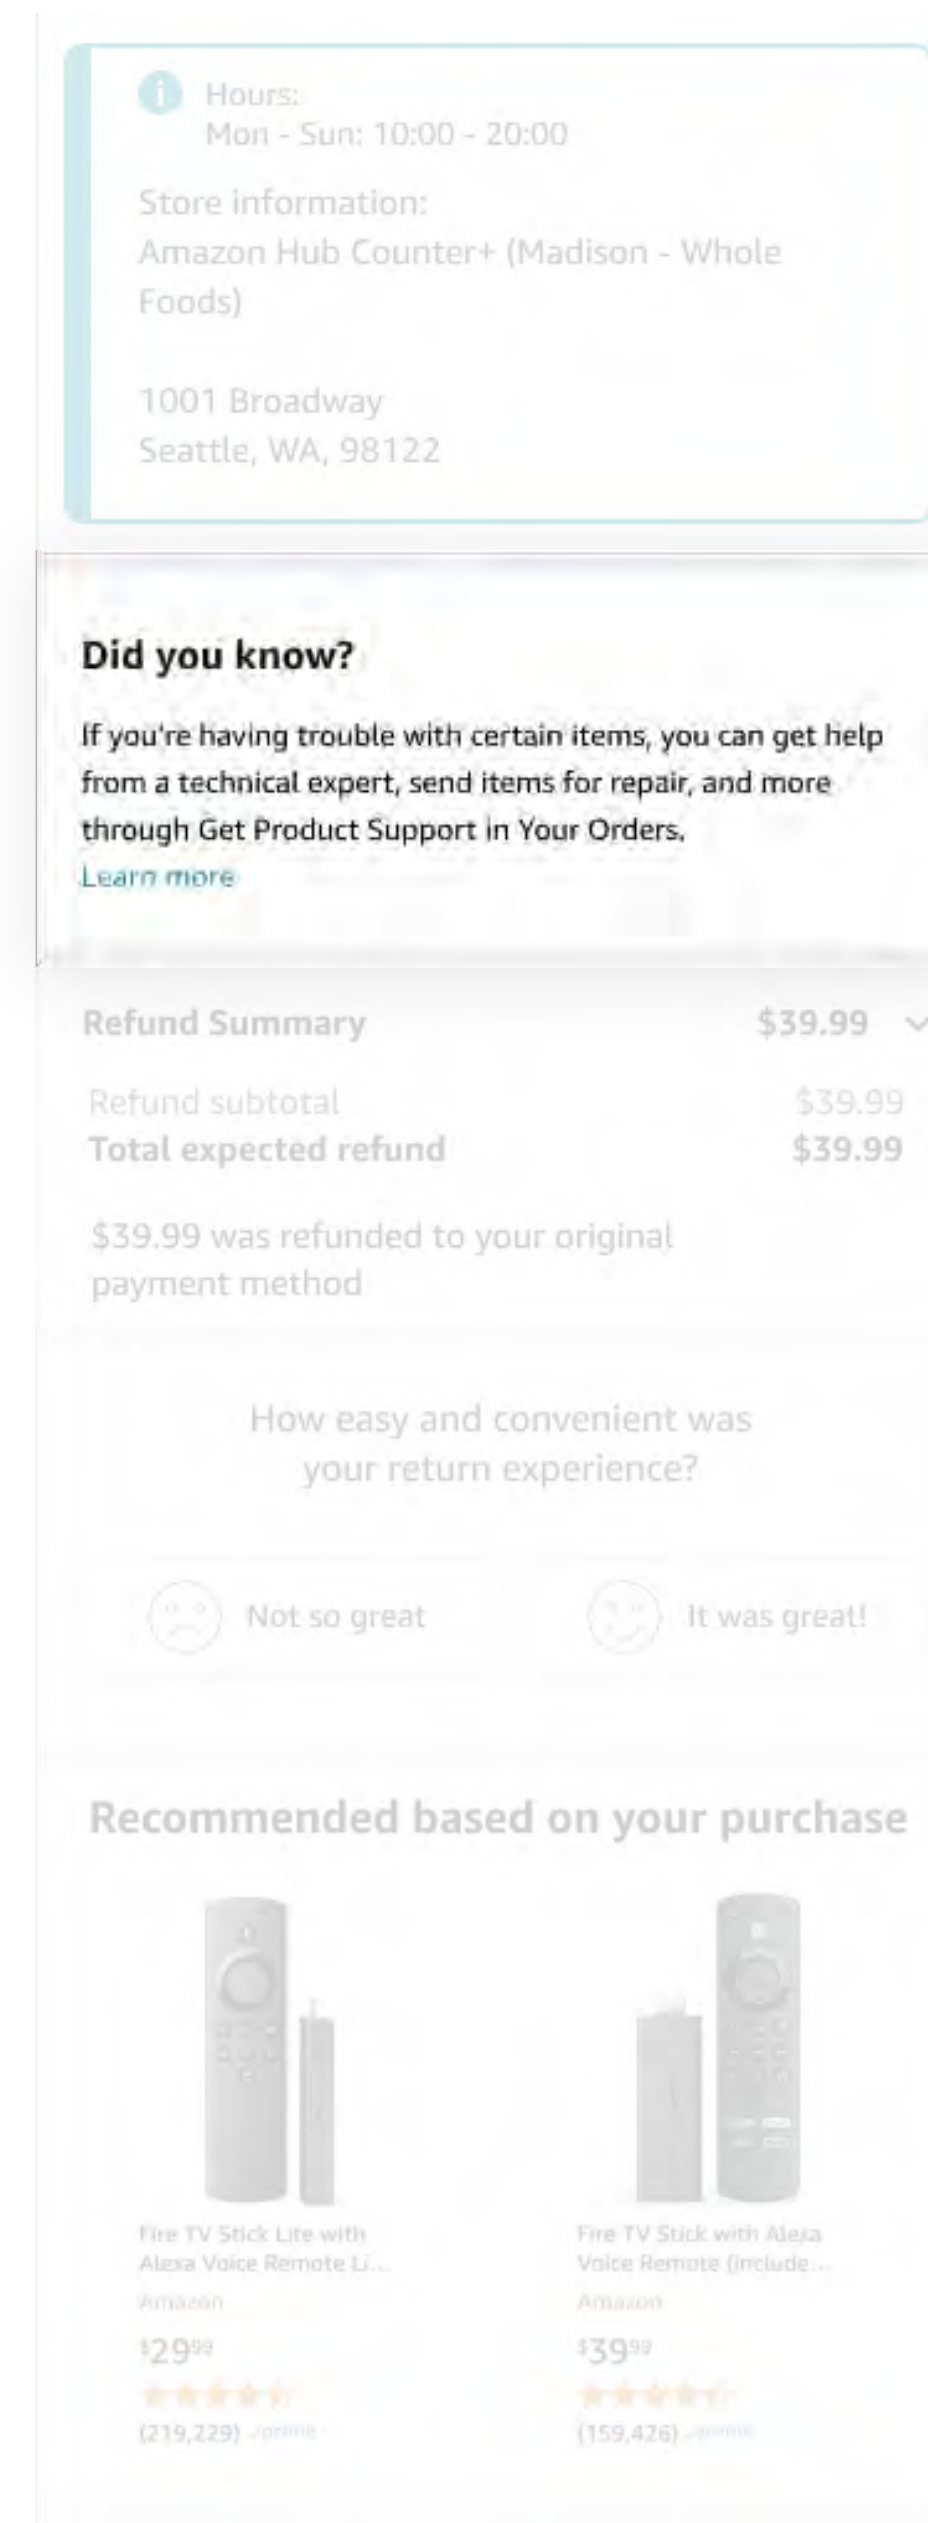 Hours:
Mon - Sun: 10:00 - 20:00
Store information:
Amazon Hub Counter+ (Madison - Whole
Foods)
1001 Broadway
Seattle, WA, 98122
Did you know?
If you're having trouble with certain items, you can get help
from a technical expert, send items for repair, and more
through Get Product Support in Your Orders.
Learn more
Refund Summary $39.99
Refund subtotal $39.99
Total expected refund $39.99
$39.99 was refunded to your original
payment method
How easy and convenient was
your return experience?
Not so great It was great!
Recommended based on your purchase
Fire TV Stick Lite with
Alexa Voice Remote Li...
Amazon
$29⁹⁹
(219,229) prime
Fire TV Stick with Alexa
Voice Remote (include...
Amazon
$39⁹⁹
(159,426) prime